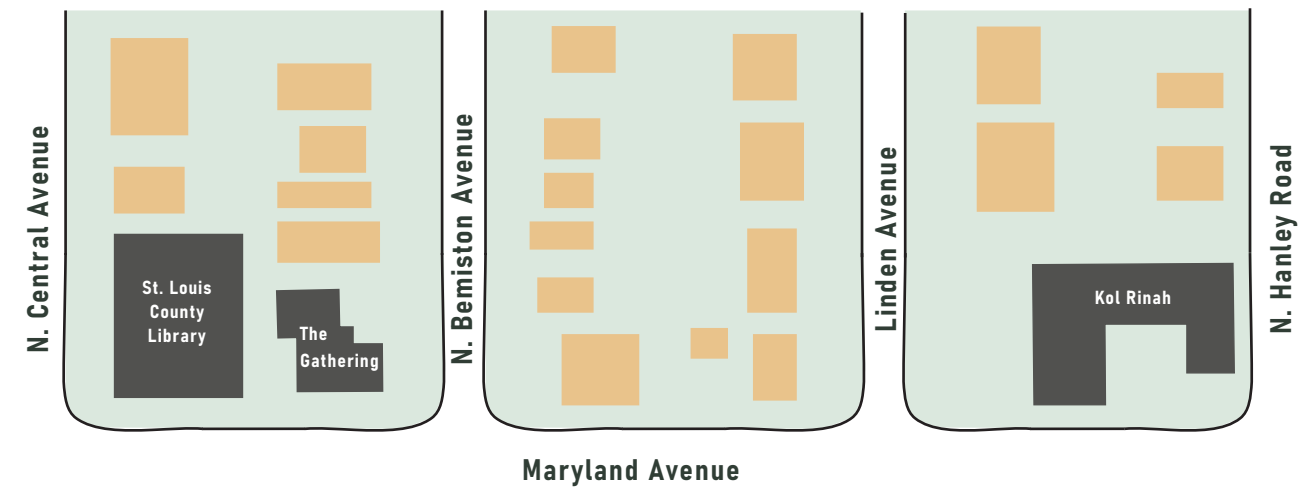 N. Central Avenue
St. Louis
County
Library
The
Gathering
N. Bemiston Avenue
Linden Avenue
Kol Rinah
N. Hanley Road
Maryland Avenue